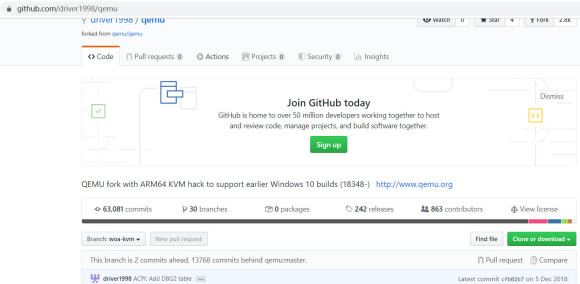 github.com/driver1998/qemu
driver1998 / qemu
Watch 0 Star 4 Fork 2.8k
forked from qemu/qemu
Code Pull requests 0 Actions Projects 0 Security 0 Insights
Join GitHub today
Dismiss
GitHub is home to over 50 million developers working together to host
and review code, manage projects, and build software together.
Sign up
QEMU fork with ARM64 KVM hack to support earlier Windows 10 builds (18348-) http://www.qemu.org
63,081 commits 30 branches 0 packages 242 releases 863 contributors View license
Branch: woa-kvm New pull request Find file Clone or download
This branch is 2 commits ahead, 13768 commits behind qemu:master. Pull request Compare
driver1998 ACPI: Add DBG2 table ... Latest commit cf602b7 on 5 Dec 2018